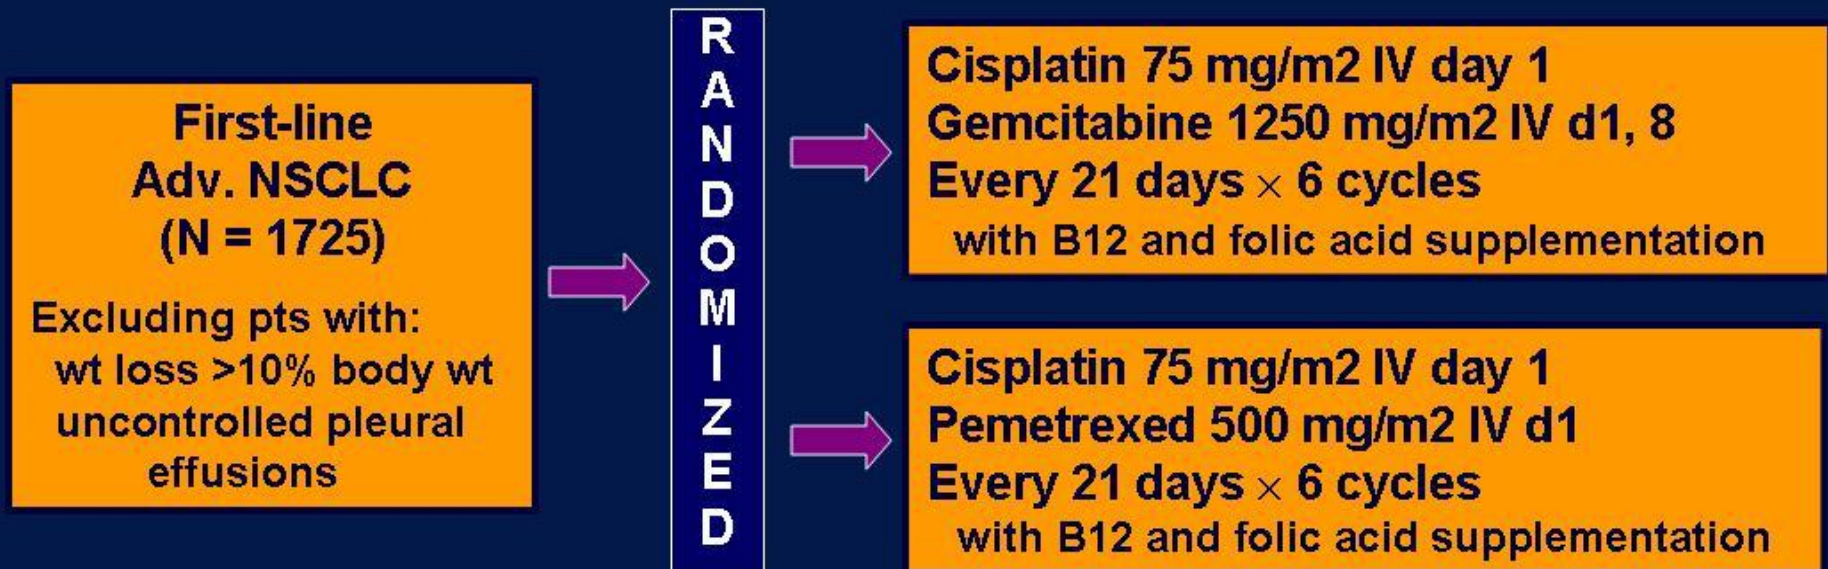 First-line
Adv. NSCLC
(N = 1725)
Excluding pts with:
wt loss >10% body wt
uncontrolled pleural
effusions
R
A
N
D
O
M
I
Z
E
D
Cisplatin 75 mg/m2 IV day 1
Gemcitabine 1250 mg/m2 IV d1, 8
Every 21 days × 6 cycles
with B12 and folic acid supplementation
Cisplatin 75 mg/m2 IV day 1
Pemetrexed 500 mg/m2 IV d1
Every 21 days × 6 cycles
with B12 and folic acid supplementation